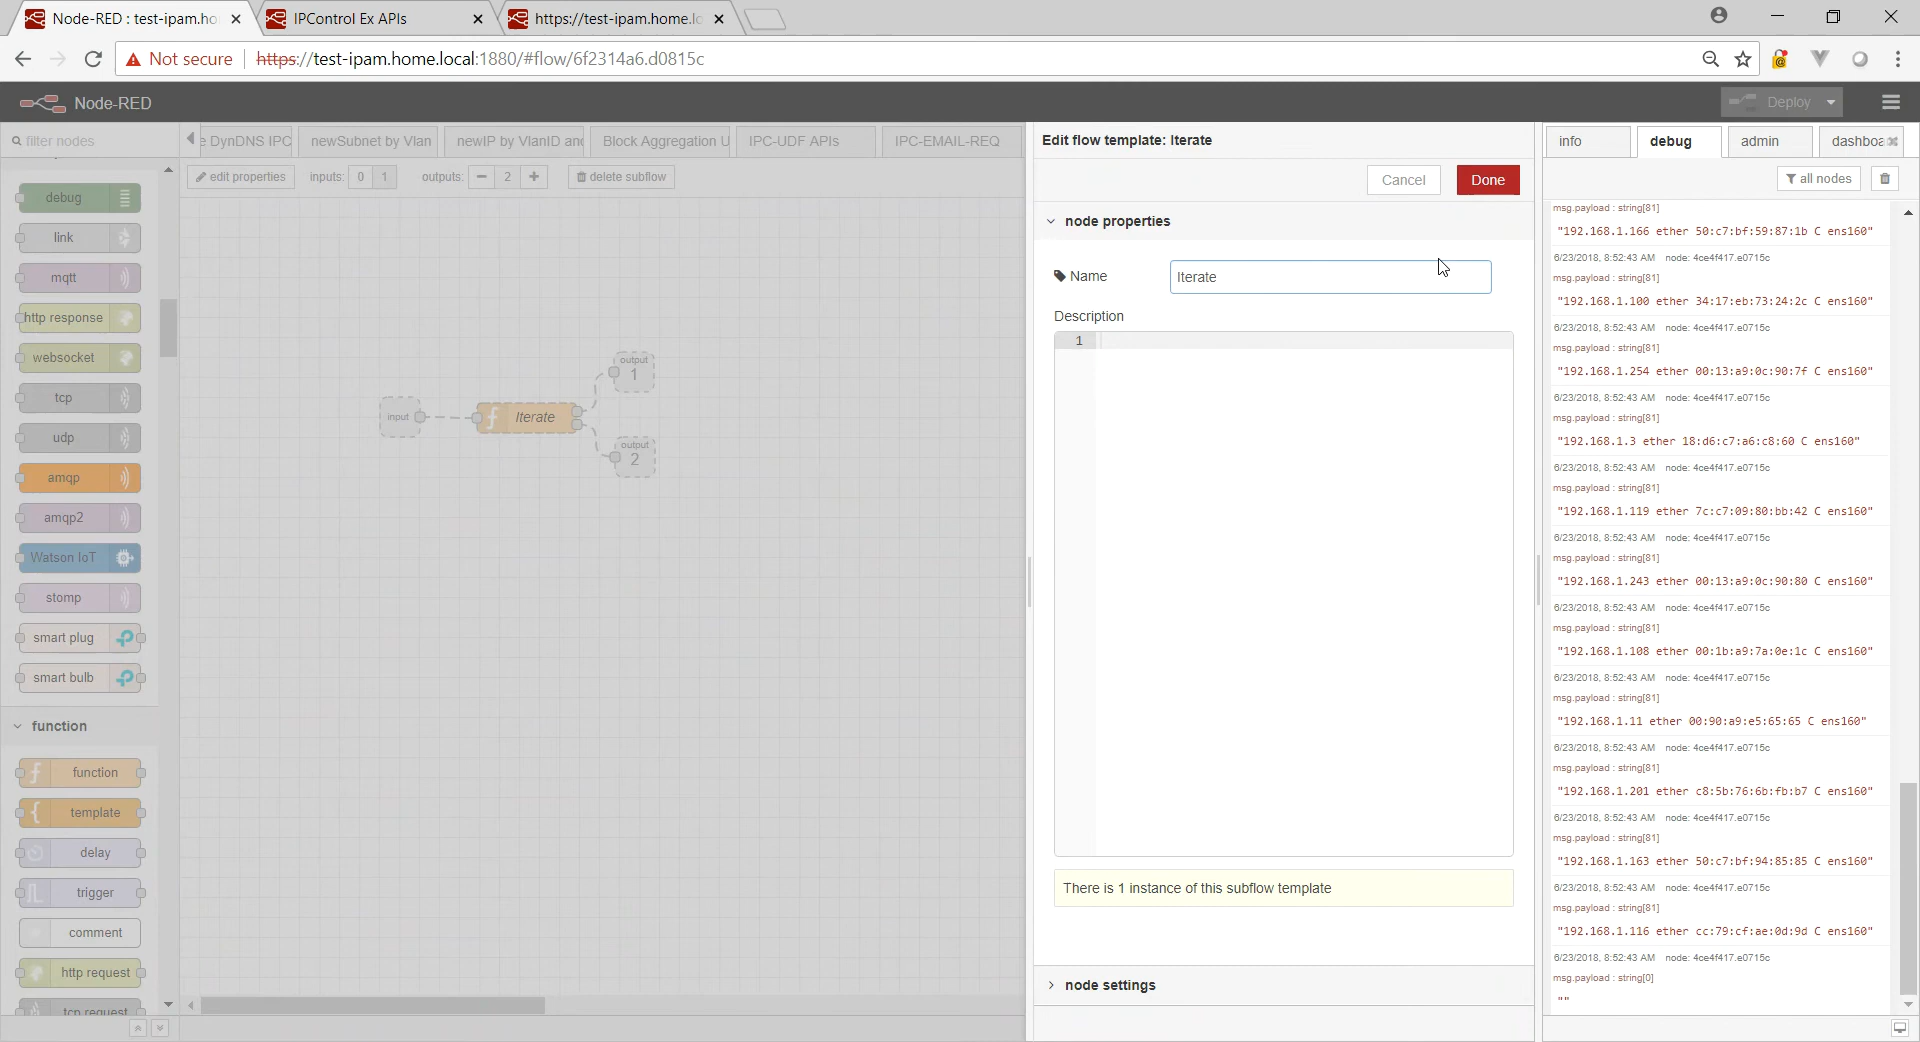 Node-RED : test-ipam.ho
IPControl Ex APIs
https://test-ipam.home.lo
Not secure
https://test-ipam.home.local:1880/#flow/6f2314a6.d0815c
Node-RED
Deploy
filter nodes
e DynDNS IPC
newSubnet by Vlan
newIP by VlanID and
Block Aggregation U
IPC-UDF APIs
IPC-EMAIL-REQ
edit properties
inputs: 0 1
outputs: 2
delete subflow
debug
link
mqtt
http response
websocket
tcp
udp
amqp
amqp2
Watson IoT
stomp
smart plug
smart bulb
function
function
template
delay
trigger
comment
http request
tcp request
input
Iterate
output
1
output
2
Edit flow template: Iterate
Cancel
Done
node properties
Name
Iterate
Description
1
There is 1 instance of this subflow template
node settings
info
debug
admin
dashboa
all nodes
msg.payload : string[81]
"192.168.1.166 ether 50:c7:bf:59:87:1b C ens160"
6/23/2018, 8:52:43 AM node: 4ce4f417.e0715c
msg.payload : string[81]
"192.168.1.100 ether 34:17:eb:73:24:2c C ens160"
6/23/2018, 8:52:43 AM node: 4ce4f417.e0715c
msg.payload : string[81]
"192.168.1.254 ether 00:13:a9:0c:90:7f C ens160"
6/23/2018, 8:52:43 AM node: 4ce4f417.e0715c
msg.payload : string[81]
"192.168.1.3 ether 18:d6:c7:a6:c8:60 C ens160"
6/23/2018, 8:52:43 AM node: 4ce4f417.e0715c
msg.payload : string[81]
"192.168.1.119 ether 7c:c7:09:80:bb:42 C ens160"
6/23/2018, 8:52:43 AM node: 4ce4f417.e0715c
msg.payload : string[81]
"192.168.1.243 ether 00:13:a9:0c:90:80 C ens160"
6/23/2018, 8:52:43 AM node: 4ce4f417.e0715c
msg.payload : string[81]
"192.168.1.108 ether 00:1b:a9:7a:0e:1c C ens160"
6/23/2018, 8:52:43 AM node: 4ce4f417.e0715c
msg.payload : string[81]
"192.168.1.11 ether 00:90:a9:e5:65:65 C ens160"
6/23/2018, 8:52:43 AM node: 4ce4f417.e0715c
msg.payload : string[81]
"192.168.1.201 ether c8:5b:76:6b:fb:b7 C ens160"
6/23/2018, 8:52:43 AM node: 4ce4f417.e0715c
msg.payload : string[81]
"192.168.1.163 ether 50:c7:bf:94:85:85 C ens160"
6/23/2018, 8:52:43 AM node: 4ce4f417.e0715c
msg.payload : string[81]
"192.168.1.116 ether cc:79:cf:ae:0d:9d C ens160"
6/23/2018, 8:52:43 AM node: 4ce4f417.e0715c
msg.payload : string[0]
""